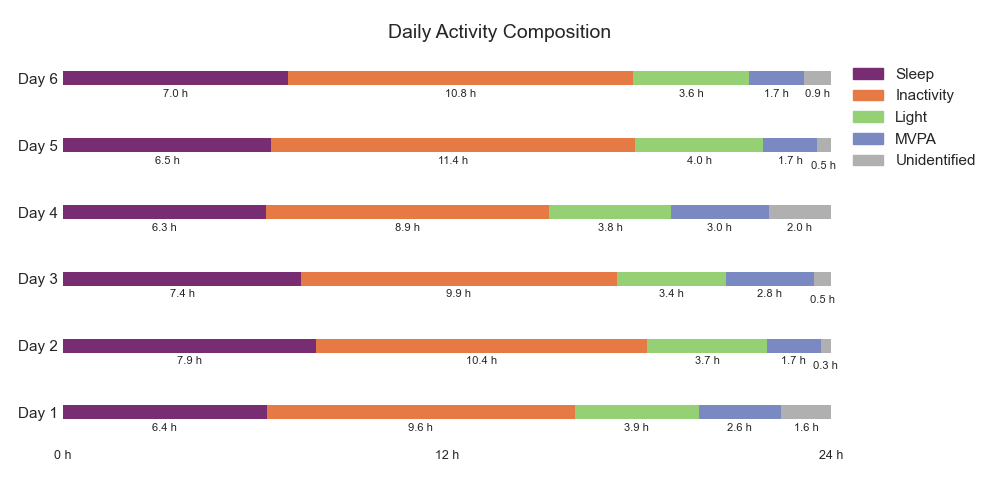 Daily Activity Composition
Day 6
7.0 h 10.8 h 3.6 h 1.7 h 0.9 h
Day 5
6.5 h 11.4 h 4.0 h 1.7 h 0.5 h
Day 4
6.3 h 8.9 h 3.8 h 3.0 h 2.0 h
Day 3
7.4 h 9.9 h 3.4 h 2.8 h 0.5 h
Day 2
7.9 h 10.4 h 3.7 h 1.7 h 0.3 h
Day 1
6.4 h 9.6 h 3.9 h 2.6 h 1.6 h
0 h 12 h 24 h
Sleep
Inactivity
Light
MVPA
Unidentified